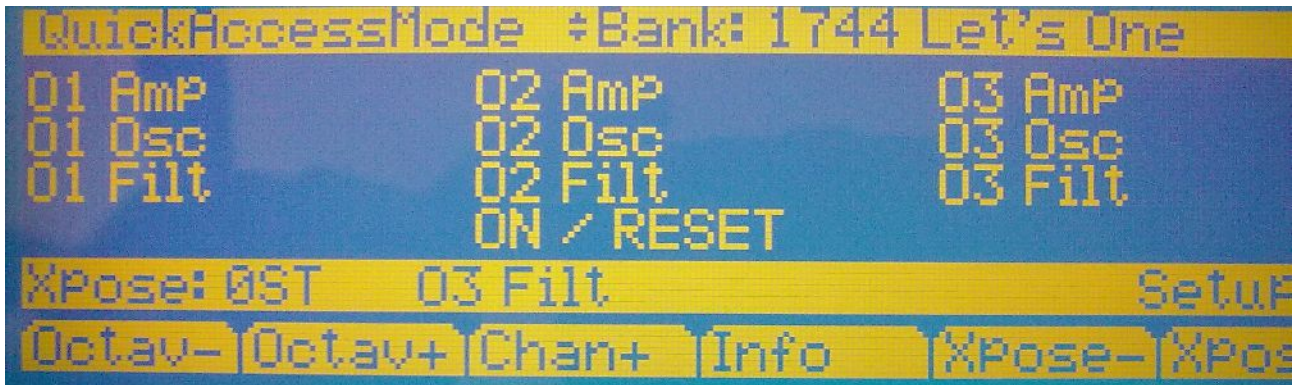 QuickAccessMode ÷Bank: 1744 Let's One
01 Amp 02 Amp 03 Amp
01 Osc 02 Osc 03 Osc
01 Filt 02 Filt 03 Filt
ON / RESET
Xpose: 0ST 03 Filt Setup
Octav- Octav+ Chan+ Info Xpose- Xpos